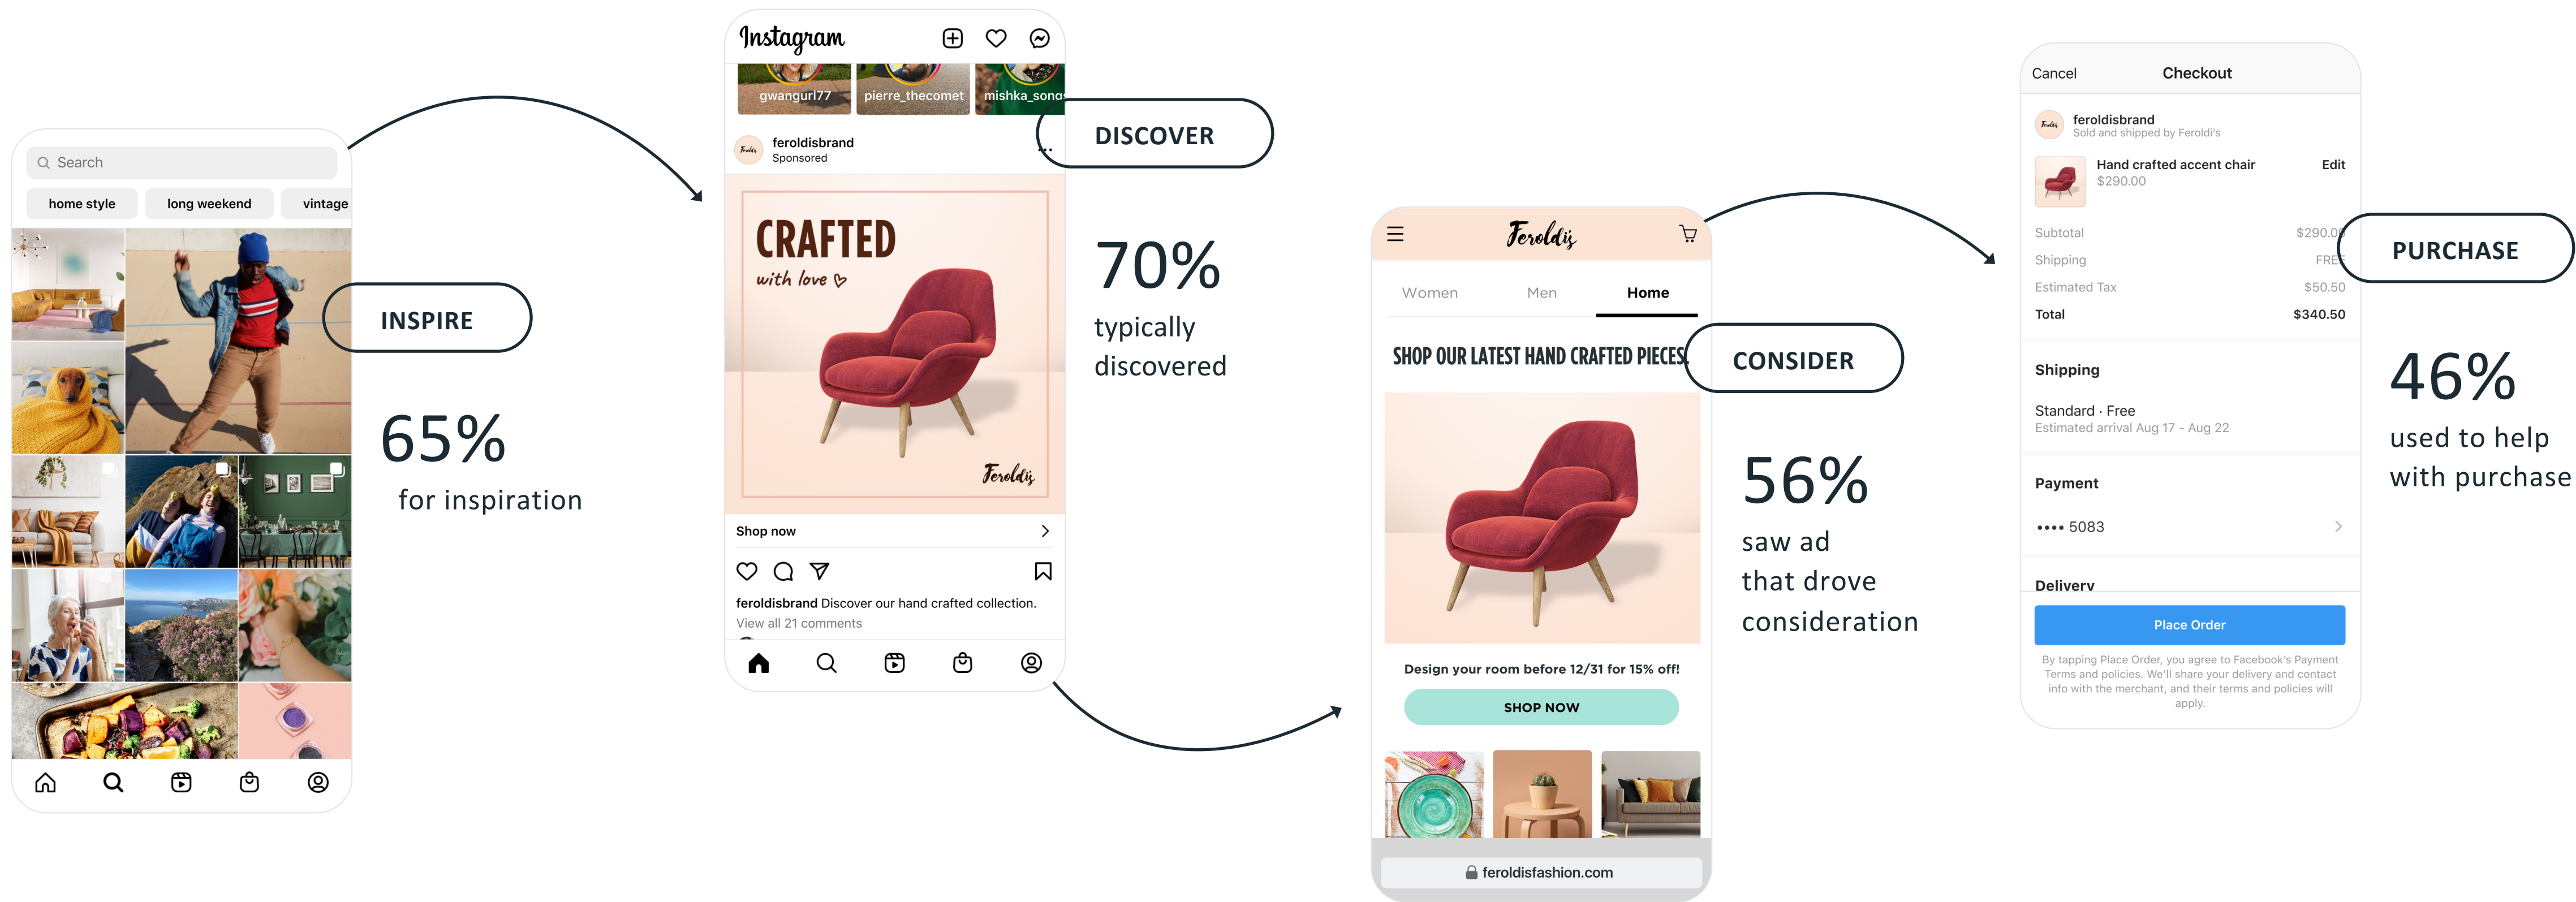 Search
home style
long weekend
vintage
INSPIRE
65%
for inspiration
Instagram
gwangurl77
pierre_thecomet
mishka_song
feroldisbrand
Sponsored
CRAFTED
with love
Feroldi's
Shop now
feroldisbrand Discover our hand crafted collection.
View all 21 comments
DISCOVER
70%
typically
discovered
Feroldi's
Women
Men
Home
SHOP OUR LATEST HAND CRAFTED PIECES.
Design your room before 12/31 for 15% off!
SHOP NOW
feroldisfashion.com
CONSIDER
56%
saw ad
that drove
consideration
Cancel
Checkout
Feroldi's
feroldisbrand
Sold and shipped by Feroldi's
Hand crafted accent chair
Edit
$290.00
Subtotal
$290.00
Shipping
FREE
Estimated Tax
$50.50
Total
$340.50
Shipping
Standard · Free
Estimated arrival Aug 17 - Aug 22
Payment
•••• 5083
Delivery
Place Order
By tapping Place Order, you agree to Facebook's Payment
Terms and policies. We'll share your delivery and contact
info with the merchant, and their terms and policies will
apply.
PURCHASE
46%
used to help
with purchase